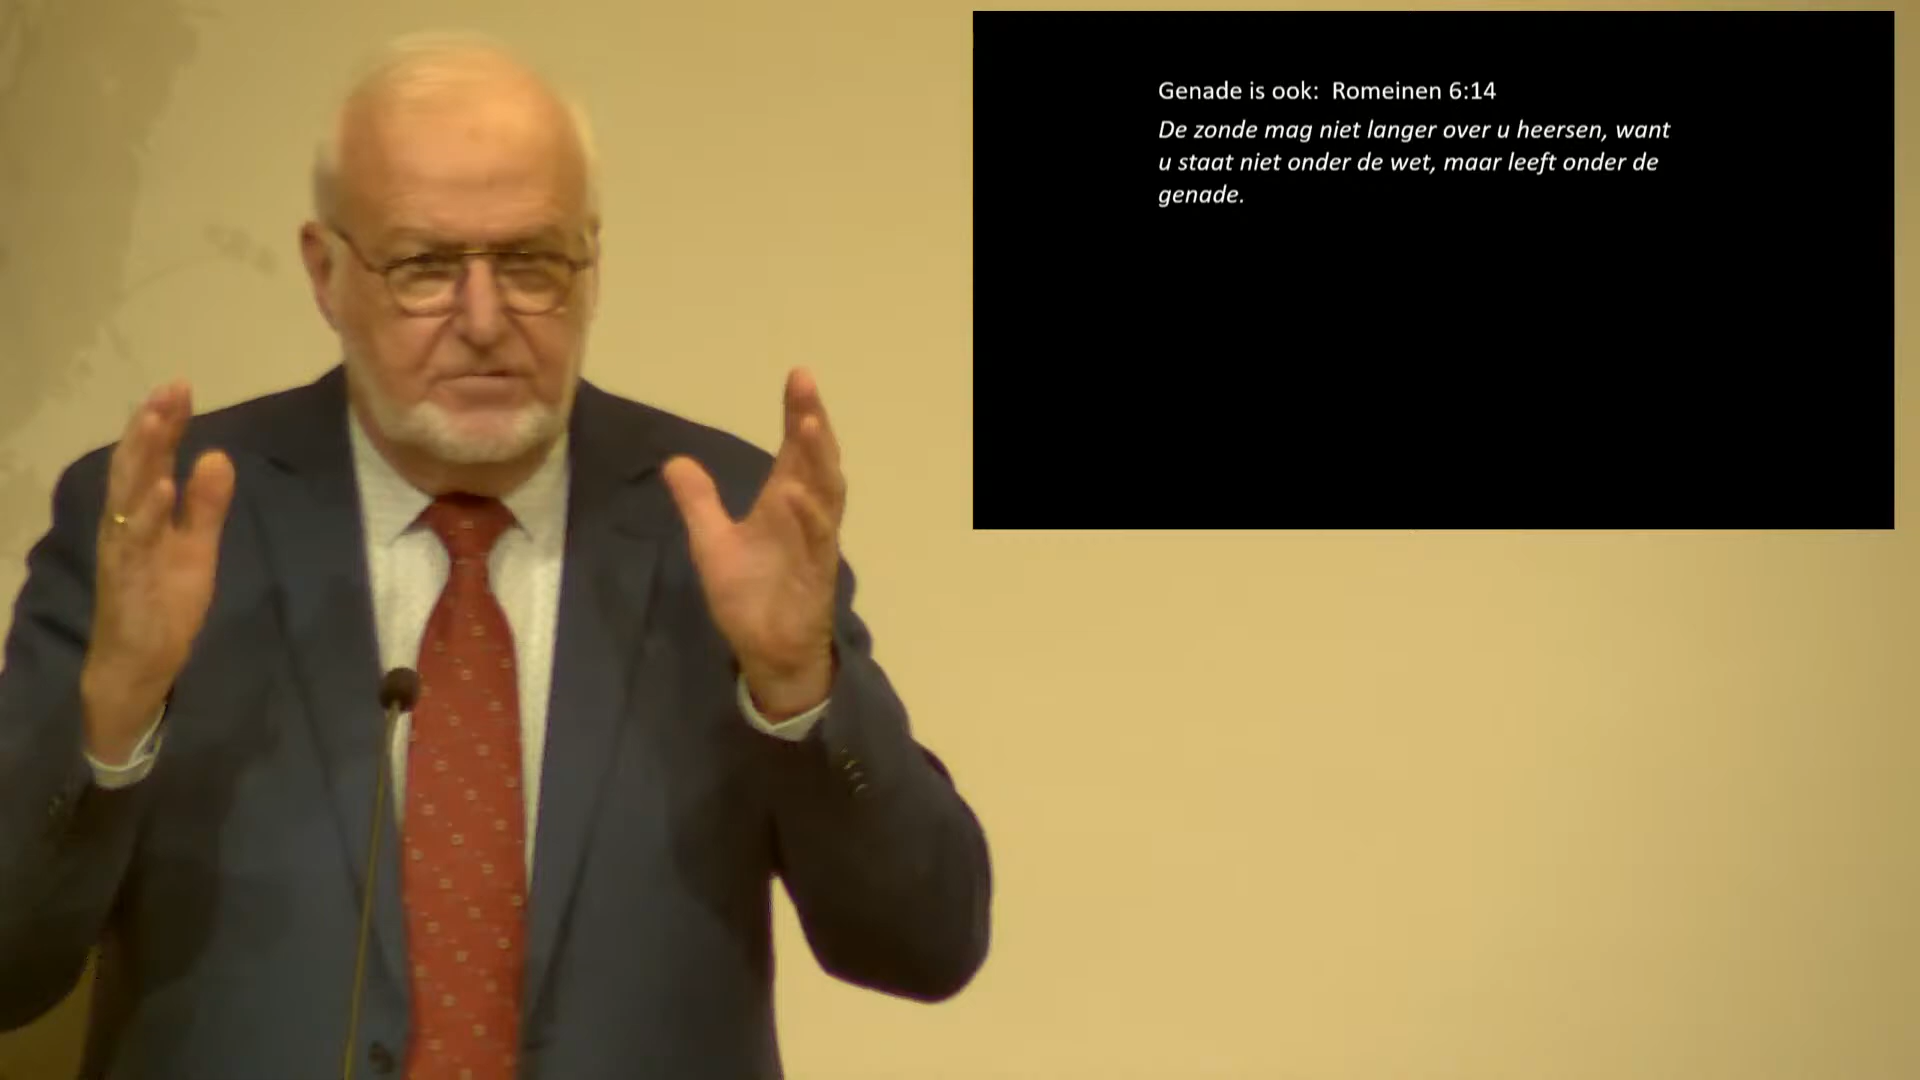 Genade is ook: Romeinen 6:14
De zonde mag niet langer over u heersen, want
u staat niet onder de wet, maar leeft onder de
genade.